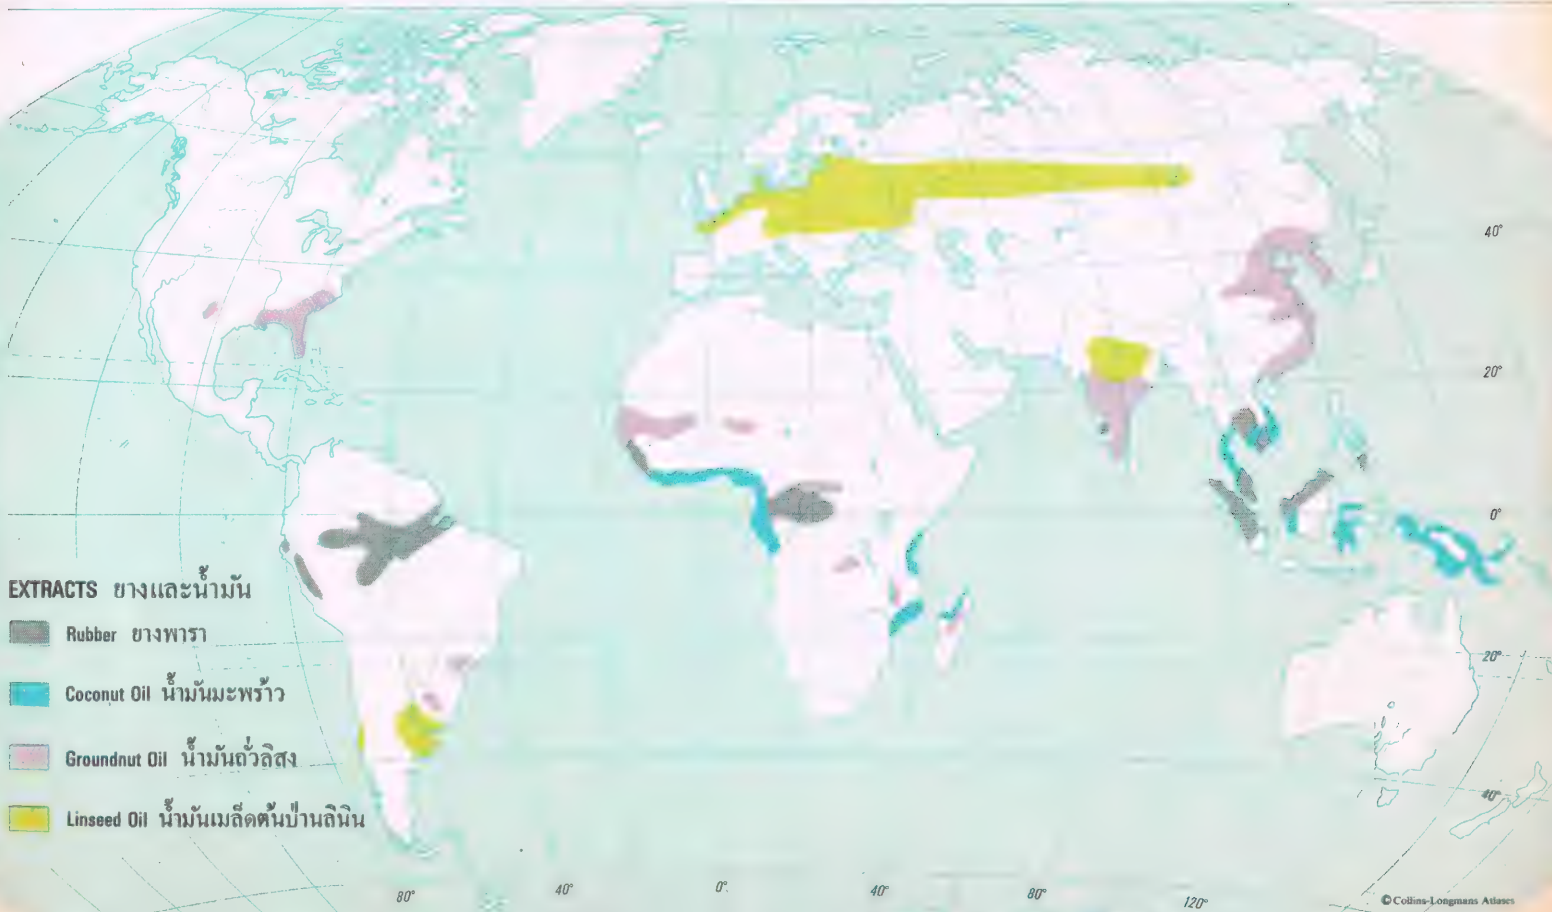 40°
20°
0°
EXTRACTS ยางและน้ำมัน
Rubber ยางพารา
20°
Coconut Oil น้ำมันมะพร้าว
Groundnut Oil น้ำมันถั่วลิสง
40°
Linseed Oil น้ำมันเมล็ดต้นป่านลินิน
80° 40° 0° 40° 80° 120°
© Collins-Longmans Atlases